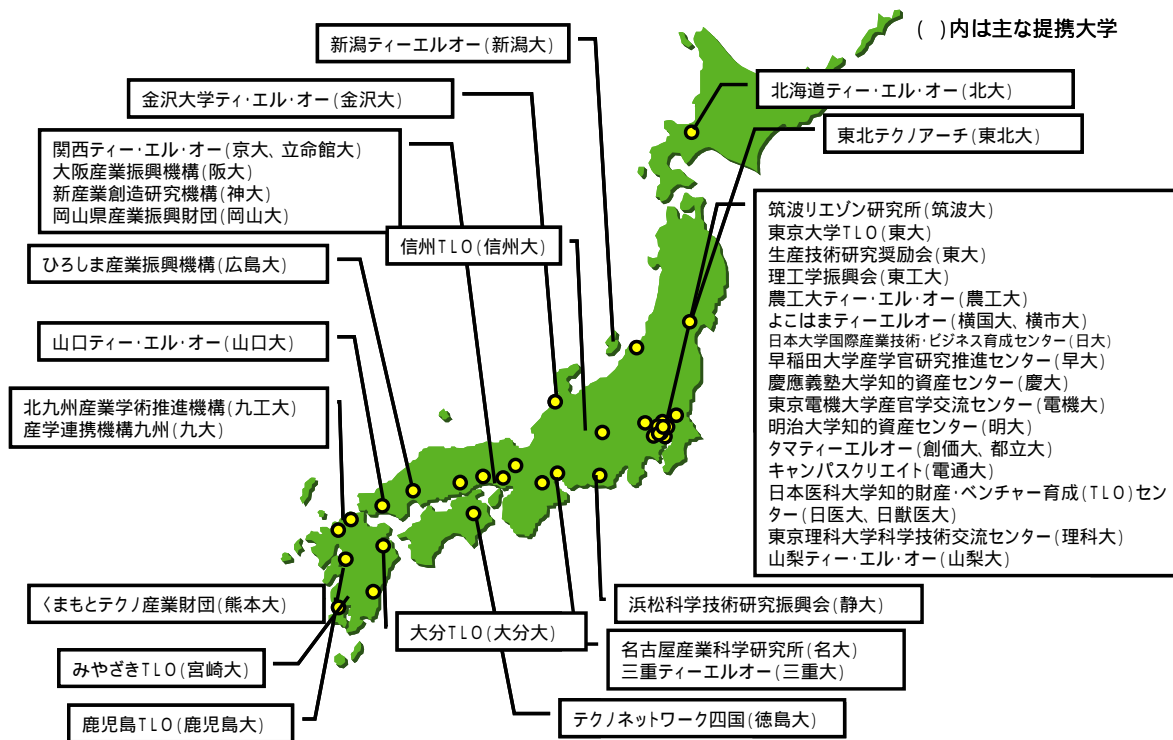 ( )内は主な提携大学
新潟ティーエルオー(新潟大)
北海道ティー・エル・オー(北大)
金沢大学ティ・エル・オー(金沢大)
東北テクノアーチ(東北大)
関西ティー・エル・オー(京大、立命館大)
大阪産業振興機構(阪大)
新産業創造研究機構(神大)
岡山県産業振興財団(岡山大)
信州TLO(信州大)
ひろしま産業振興機構(広島大)
山口ティー・エル・オー(山口大)
北九州産業学術推進機構(九工大)
産学連携機構九州(九大)
筑波リエゾン研究所(筑波大)
東京大学TLO(東大)
生産技術研究奨励会(東大)
理工学振興会(東工大)
農工大ティー・エル・オー(農工大)
よこはまティーエルオー(横国大、横市大)
日本大学国際産業技術・ビジネス育成センター(日大)
早稲田大学産学官研究推進センター(早大)
慶應義塾大学知的資産センター(慶大)
東京電機大学産官学交流センター(電機大)
明治大学知的資産センター(明大)
タマティーエルオー(創価大、都立大)
キャンパスクリエイト(電通大)
日本医科大学知的財産・ベンチャー育成(TLO)セン
ター(日医大、日獣医大)
東京理科大学科学技術交流センター(理科大)
山梨ティー・エル・オー(山梨大)
くまもとテクノ産業財団(熊本大)
浜松科学技術研究振興会(静大)
大分TLO(大分大)
名古屋産業科学研究所(名大)
三重ティーエルオー(三重大)
みやざきTLO(宮崎大)
鹿児島TLO(鹿児島大)
テクノネットワーク四国(徳島大)